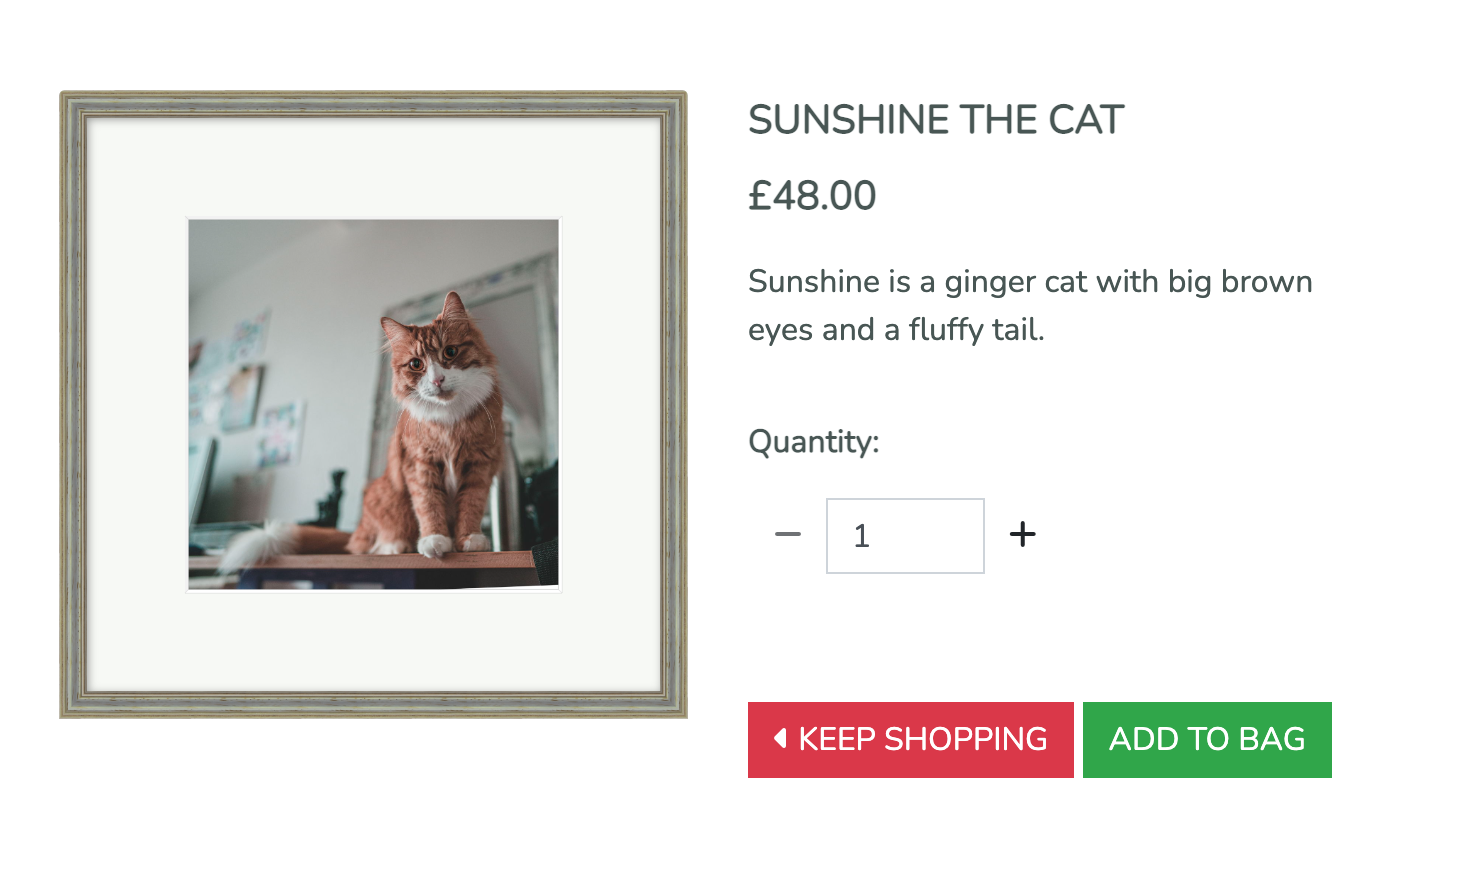 SUNSHINE THE CAT
£48.00
Sunshine is a ginger cat with big brown
eyes and a fluffy tail.
Quantity:
1
KEEP SHOPPING
ADD TO BAG